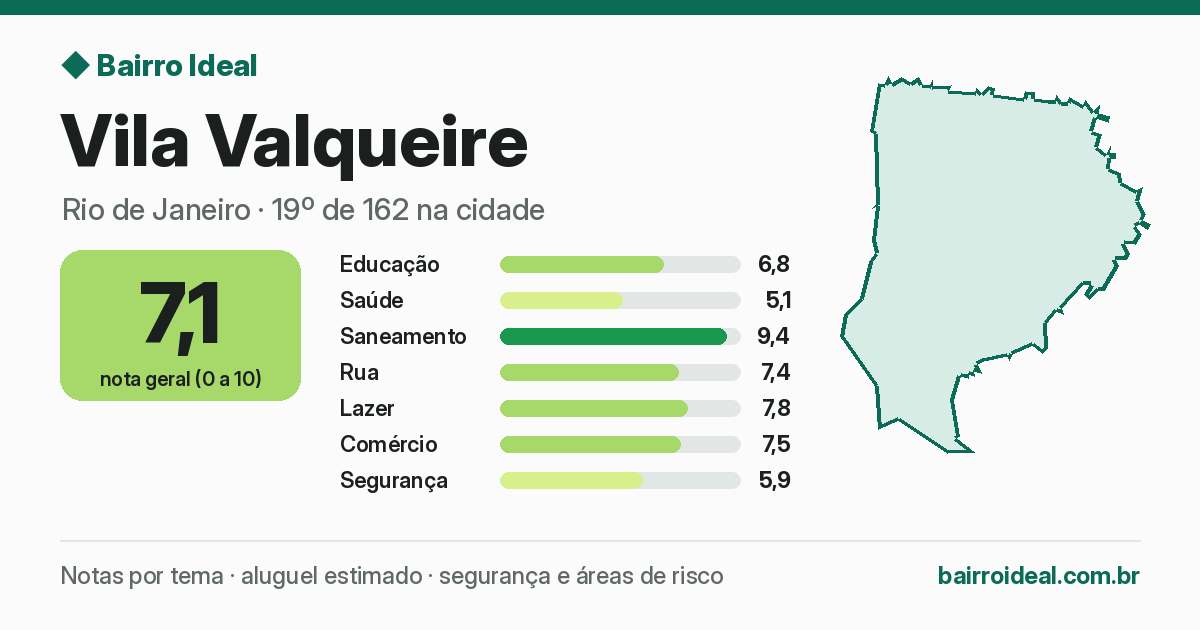 Bairro Ideal
Vila Valqueire
Rio de Janeiro · 19º de 162 na cidade
7,1
nota geral (0 a 10)
Educação 6,8
Saúde 5,1
Saneamento 9,4
Rua 7,4
Lazer 7,8
Comércio 7,5
Segurança 5,9
Notas por tema · aluguel estimado · segurança e áreas de risco
bairroideal.com.br